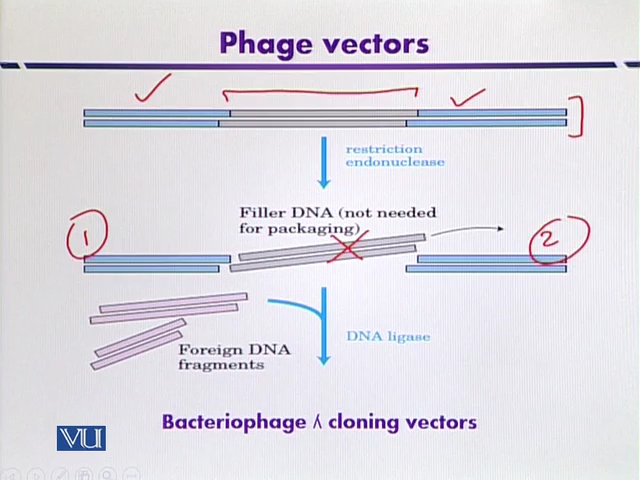 Phage vectors
restriction
endonuclease
Filler DNA (not needed
for packaging)
1
2
Foreign DNA
fragments
DNA ligase
Bacteriophage λ cloning vectors
VU